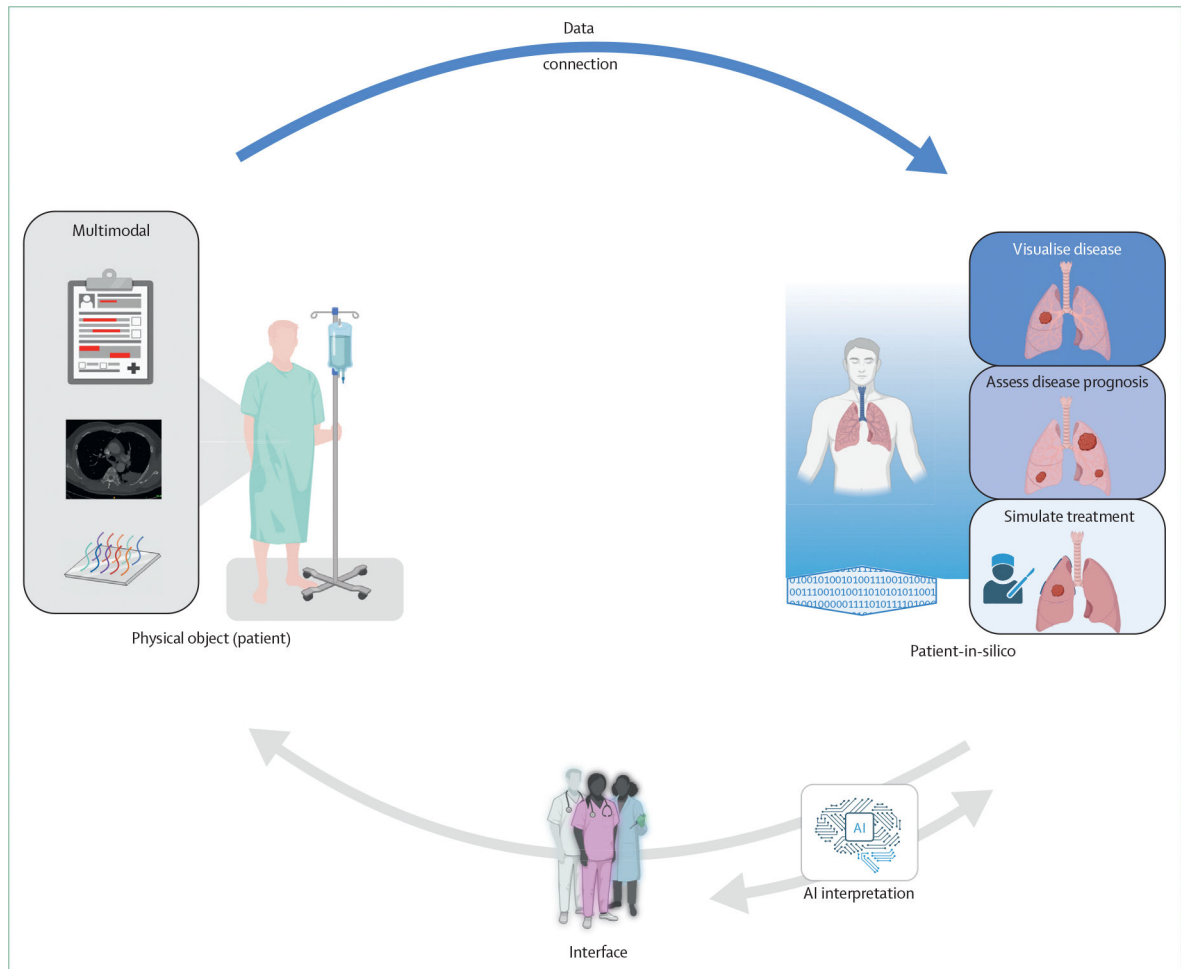 Data
connection
Multimodal
Visualise disease
Assess disease prognosis
Simulate treatment
Physical object (patient)
Patient-in-silico
AI
AI interpretation
Interface